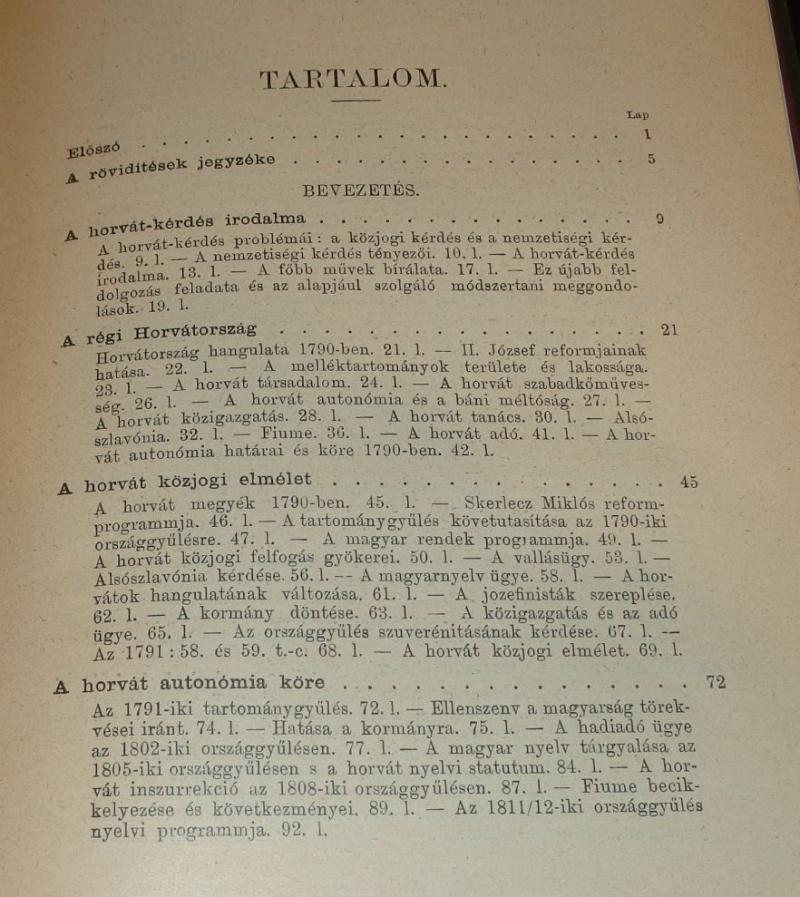 TARTALOM.
Lap
Előszó . . . . . . . . . . . . . . . . . . . . 1
A rövidítések jegyzéke . . . . . . . . . . . . . . 5
BEVEZETÉS.
A horvát-kérdés irodalma . . . . . . . . . . . . . . 9
A horvát-kérdés problémái: a közjogi kérdés és a nemzetiségi kér-
dés. 9. l. — A nemzetiségi kérdés tényezői. 10. l. — A horvát-kérdés
irodalma. 13. l. — A főbb művek bírálata. 17. l. — Ez újabb fel-
dolgozás feladata és az alapjául szolgáló módszertani meggondo-
lások. 19. l.
A régi Horvátország . . . . . . . . . . . . . . . . . 21
Horvátország hangulata 1790-ben. 21. l. — II. József reformjainak
hatása. 22. l. — A melléktartományok területe és lakossága.
23. l. — A horvát társadalom. 24. l. — A horvát szabadkőműves-
ség. 26. l. — A horvát autonómia és a báni méltóság. 27. l. —
A horvát közigazgatás. 28. l. — A horvát tanács. 30. l. — Alsó-
szlavónia. 32. l. — Fiume. 36. l. — A horvát adó. 41. l. — A hor-
vát autonómia határai és köre 1790-ben. 42. l.
A horvát közjogi elmélet . . . . . . . . . . . . . . . 45
A horvát megyék 1790-ben. 45. l. — Skerlecz Miklós reform-
programmja. 46. l. — A tartománygyűlés követutasítása az 1790-iki
országgyűlésre. 47. l. — A magyar rendek programmja. 49. l. —
A horvát közjogi felfogás gyökerei. 50. l. — A vallásügy. 53. l. —
Alsószlavónia kérdése. 56. l. -- A magyarnyelv ügye. 58. l. — A hor-
vátok hangulatának változása. 61. l. — A jozefinisták szereplése.
62. l. — A kormány döntése. 63. l. — A közigazgatás és az adó
ügye. 65. l. — Az országgyűlés szuverénitásának kérdése. 67. l. --
Az 1791 : 58. és 59. t.-c. 68. l. — A horvát közjogi elmélet. 69. l.
A horvát autonómia köre . . . . . . . . . . . . . . . 72
Az 1791-iki tartománygyűlés. 72. l. — Ellenszenv a magyarság törek-
vései iránt. 74. l. — Hatása a kormányra. 75. l. — A hadiadó ügye
az 1802-iki országgyűlésen. 77. l. — A magyar nyelv tárgyalása az
1805-iki országgyűlésen s a horvát nyelvi statutum. 84. l. — A hor-
vát inszurrekció az 1808-iki országgyűlésen. 87. l. — Fiume becik-
kelyezése és következményei. 89. l. — Az 1811/12-iki országgyűlés
nyelvi programmja. 92. l.